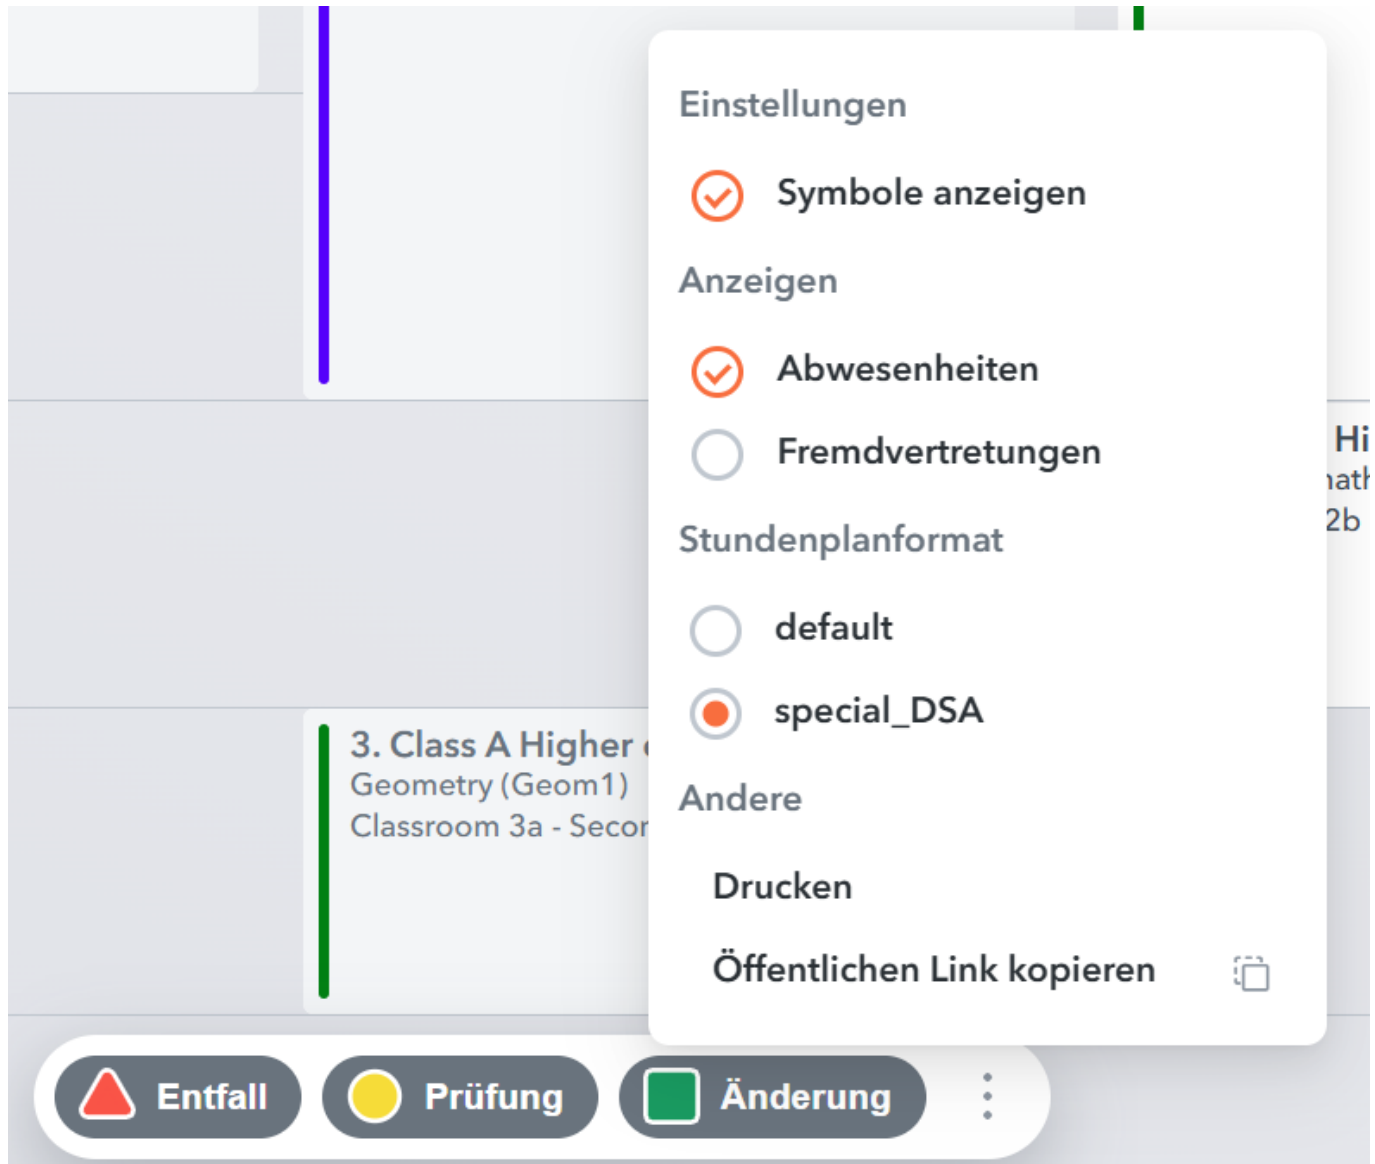 Einstellungen
Symbole anzeigen
Anzeigen
Abwesenheiten
Fremdvertretungen
Stundenplanformat
default
special_DSA
Andere
Drucken
Öffentlichen Link kopieren
3. Class A Higher
Geometry (Geom1)
Classroom 3a -
Hi
2b
Entfall
Prüfung
Änderung